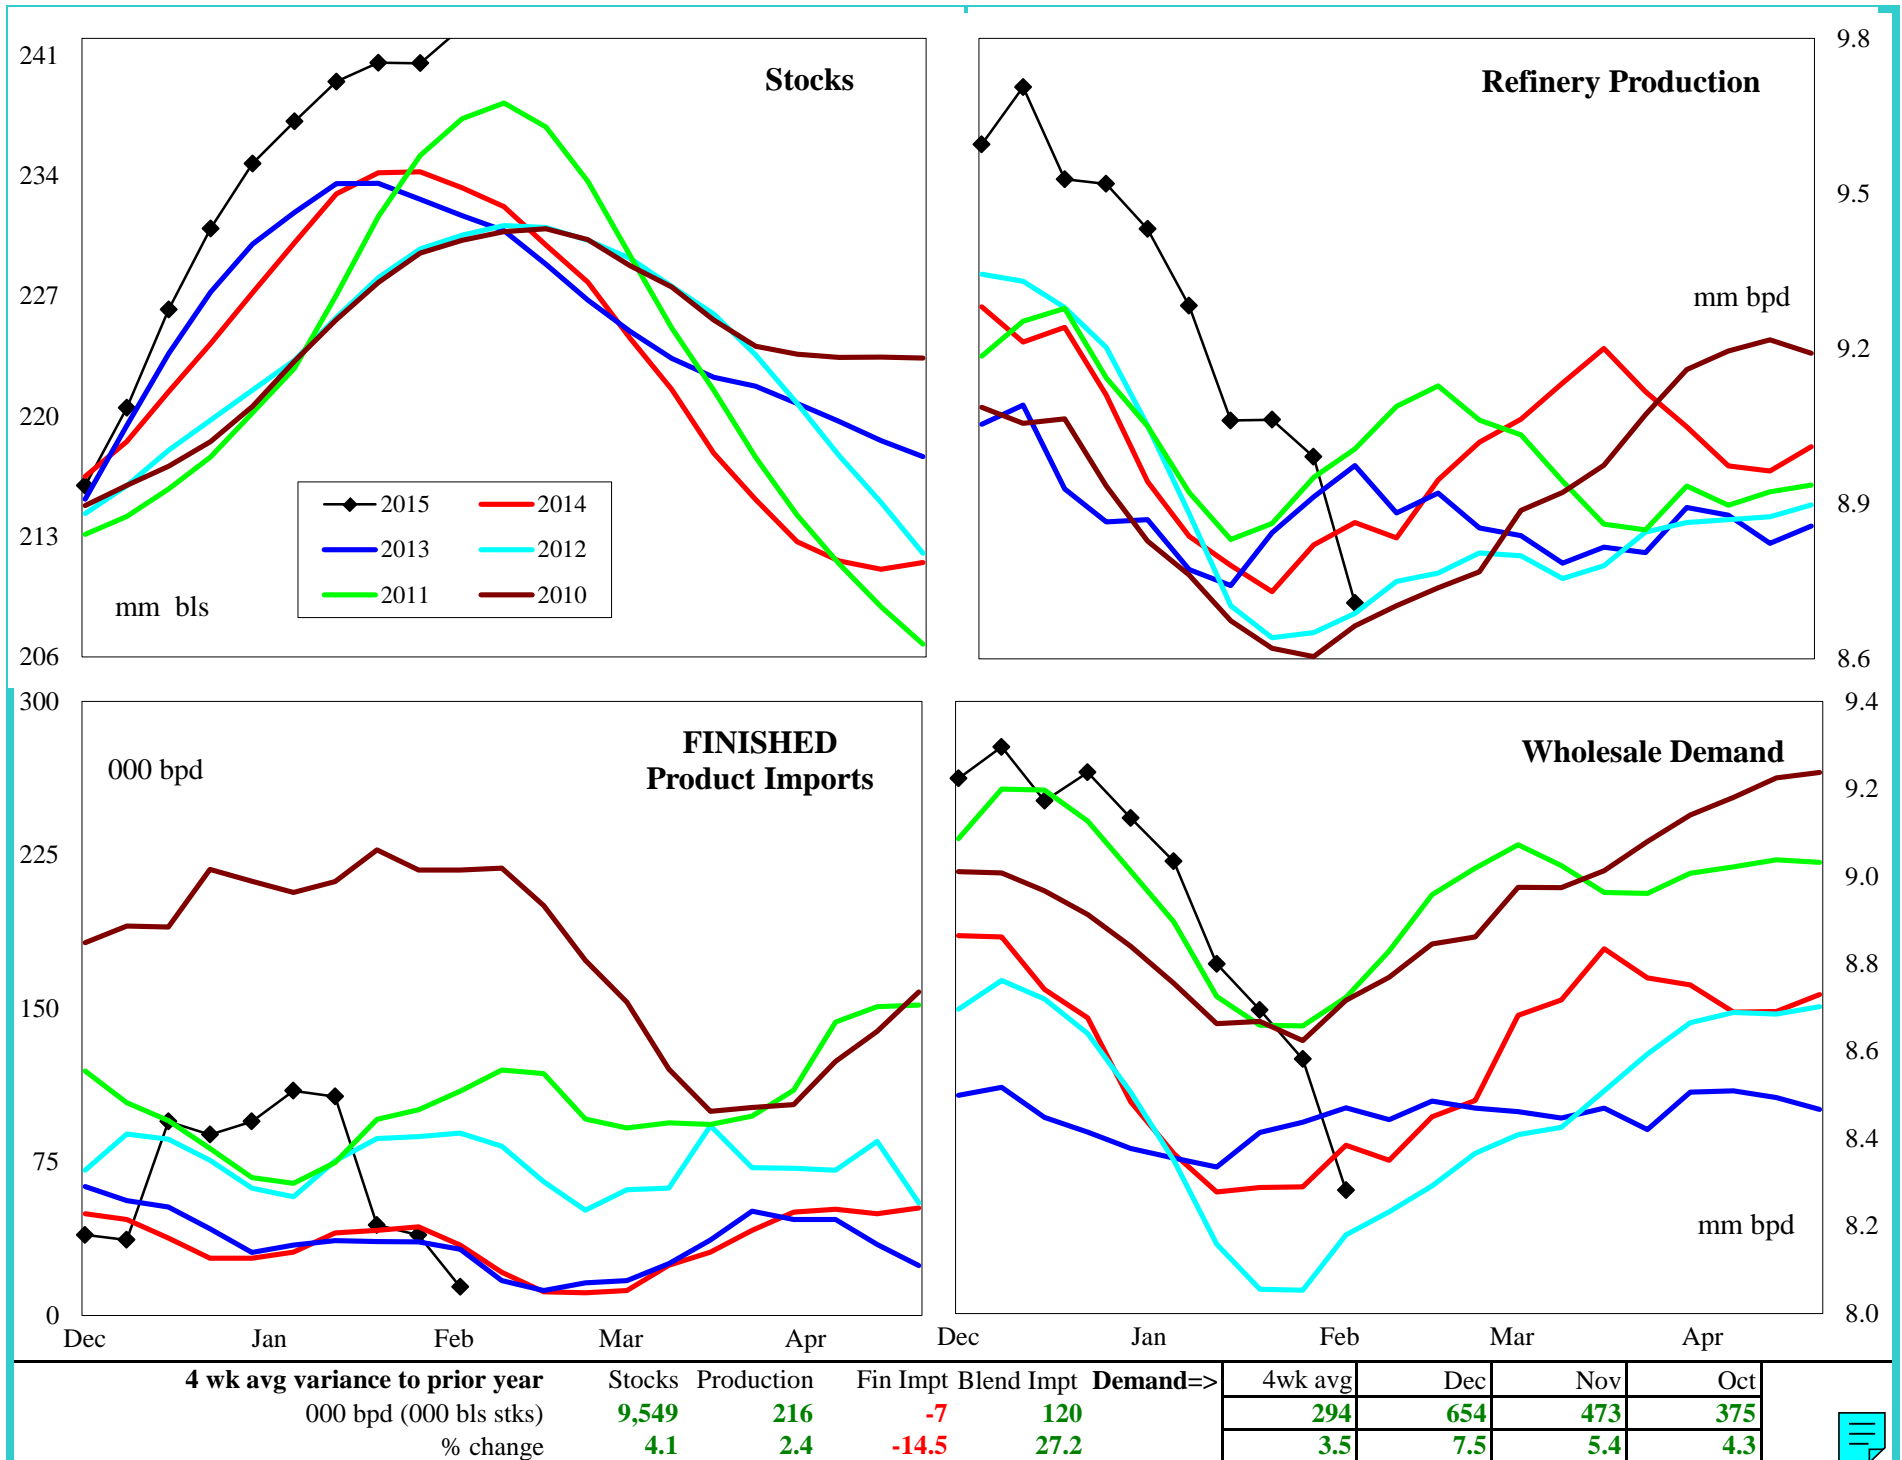 Stocks
241
234
227
220
213
206
mm bls
2015
2014
2013
2012
2011
2010
Refinery Production
mm bpd
9.8
9.5
9.2
8.9
8.6
FINISHED
Product Imports
000 bpd
300
225
150
75
0
Dec Jan Feb Mar Apr
Wholesale Demand
mm bpd
9.4
9.2
9.0
8.8
8.6
8.4
8.2
8.0
Dec Jan Feb Mar Apr
4 wk avg variance to prior year Stocks Production Fin Impt Blend Impt Demand=> 4wk avg Dec Nov Oct
000 bpd (000 bls stks) 9,549 216 -7 120 294 654 473 375
% change 4.1 2.4 -14.5 27.2 3.5 7.5 5.4 4.3